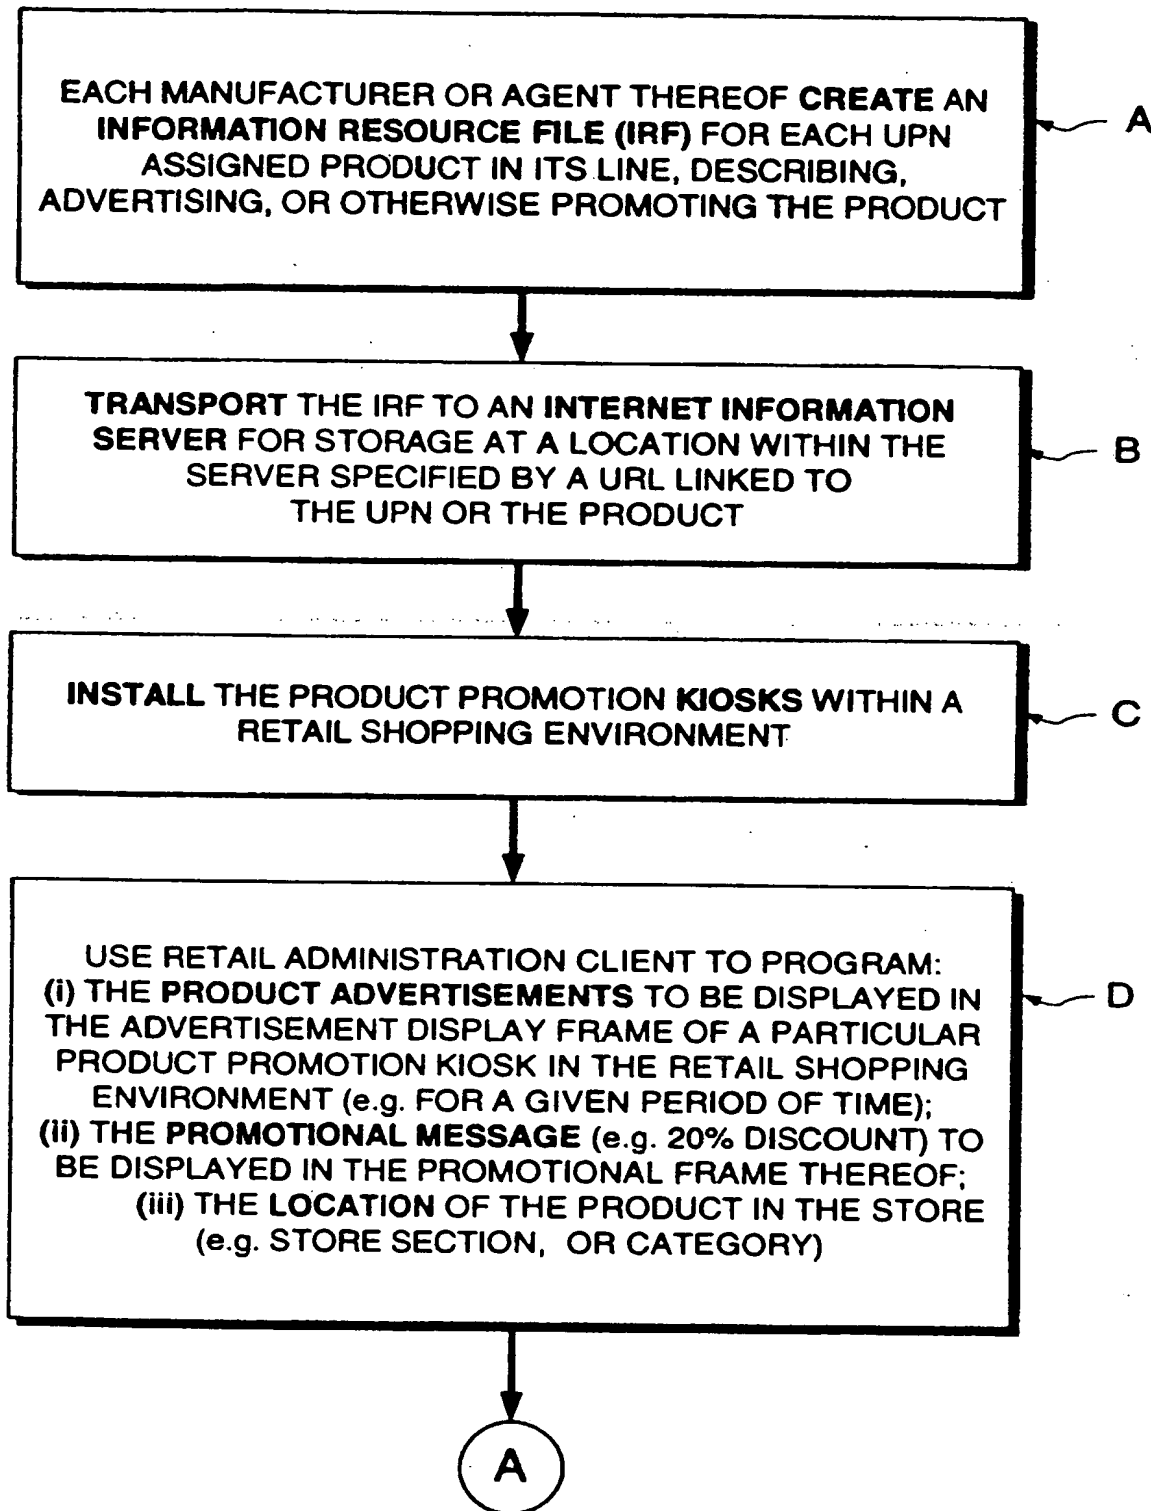 EACH MANUFACTURER OR AGENT THEREOF CREATE AN
INFORMATION RESOURCE FILE (IRF) FOR EACH UPN
ASSIGNED PRODUCT IN ITS LINE, DESCRIBING,
ADVERTISING, OR OTHERWISE PROMOTING THE PRODUCT
A
TRANSPORT THE IRF TO AN INTERNET INFORMATION
SERVER FOR STORAGE AT A LOCATION WITHIN THE
SERVER SPECIFIED BY A URL LINKED TO
THE UPN OR THE PRODUCT
B
INSTALL THE PRODUCT PROMOTION KIOSKS WITHIN A
RETAIL SHOPPING ENVIRONMENT
C
USE RETAIL ADMINISTRATION CLIENT TO PROGRAM:
(i) THE PRODUCT ADVERTISEMENTS TO BE DISPLAYED IN
THE ADVERTISEMENT DISPLAY FRAME OF A PARTICULAR
PRODUCT PROMOTION KIOSK IN THE RETAIL SHOPPING
ENVIRONMENT (e.g. FOR A GIVEN PERIOD OF TIME);
(ii) THE PROMOTIONAL MESSAGE (e.g. 20% DISCOUNT) TO
BE DISPLAYED IN THE PROMOTIONAL FRAME THEREOF;
(iii) THE LOCATION OF THE PRODUCT IN THE STORE
(e.g. STORE SECTION, OR CATEGORY)
D
A